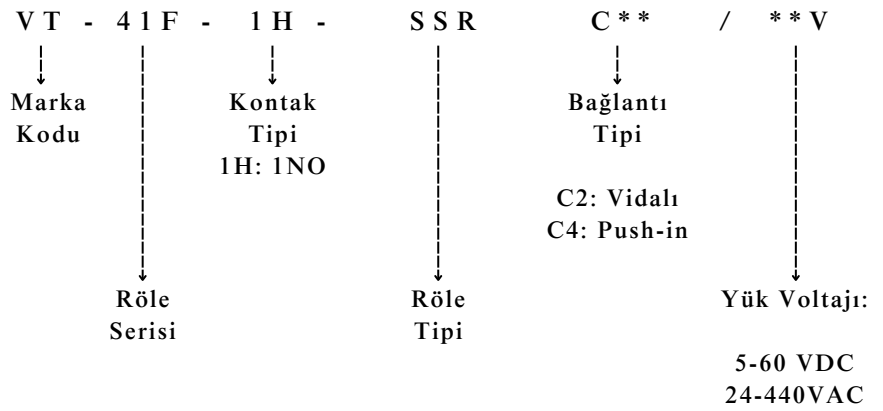 VT - 41F - 1H - SSR C** / **V
Marka
Kodu
Kontak
Tipi
1H: 1NO
Bağlantı
Tipi
C2: Vidalı
C4: Push-in
Röle
Serisi
Röle
Tipi
Yük Voltajı:
5-60 VDC
24-440VAC